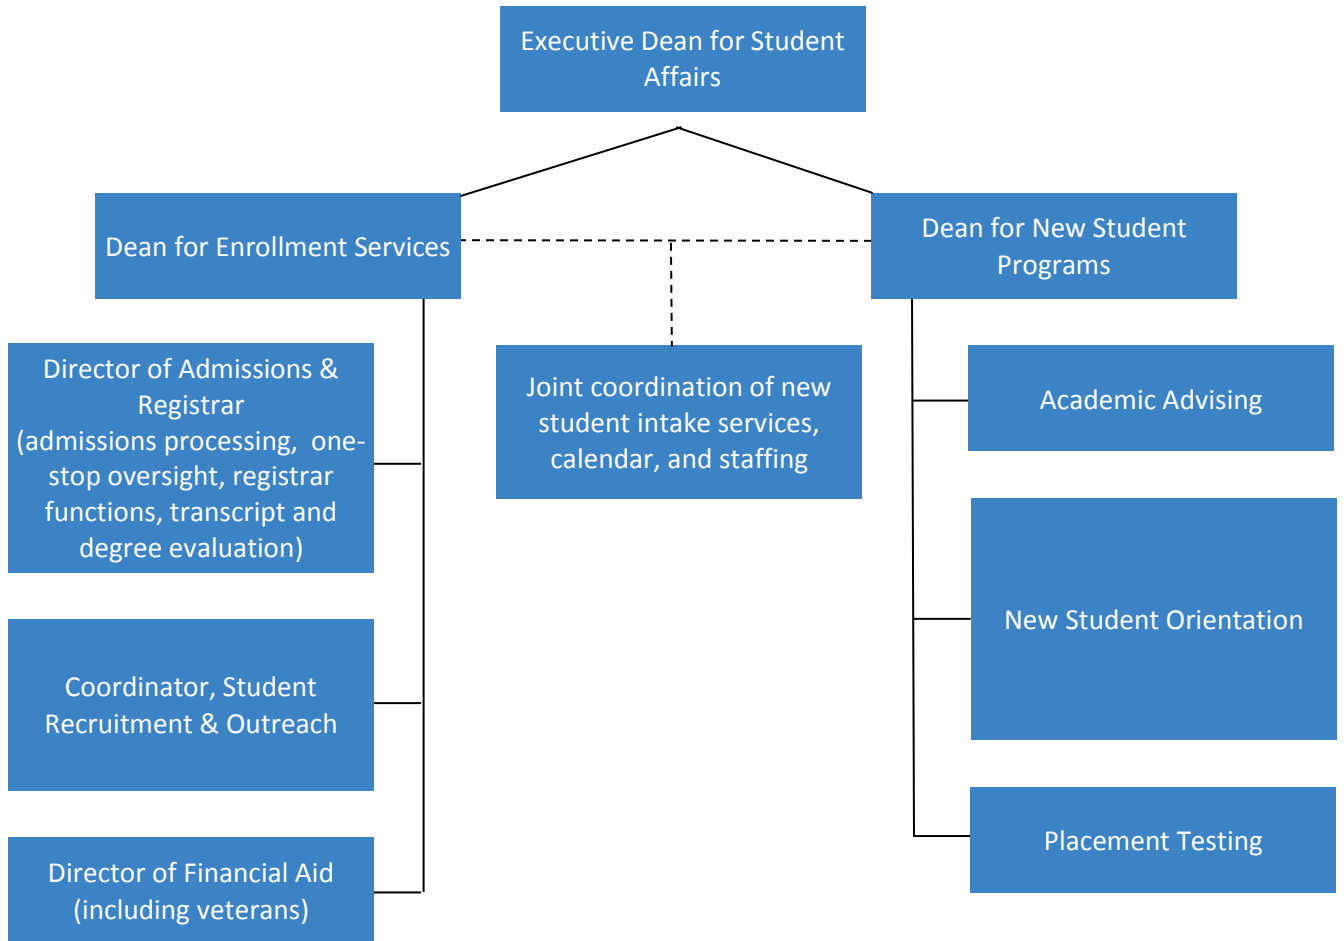 Executive Dean for Student
Affairs
Dean for Enrollment Services
Dean for New Student
Programs
Director of Admissions &
Registrar
(admissions processing,  one-
stop oversight, registrar
functions, transcript and
degree evaluation)
Joint coordination of new
student intake services,
calendar, and staffing
Academic Advising
New Student Orientation
Coordinator, Student
Recruitment & Outreach
Placement Testing
Director of Financial Aid
(including veterans)